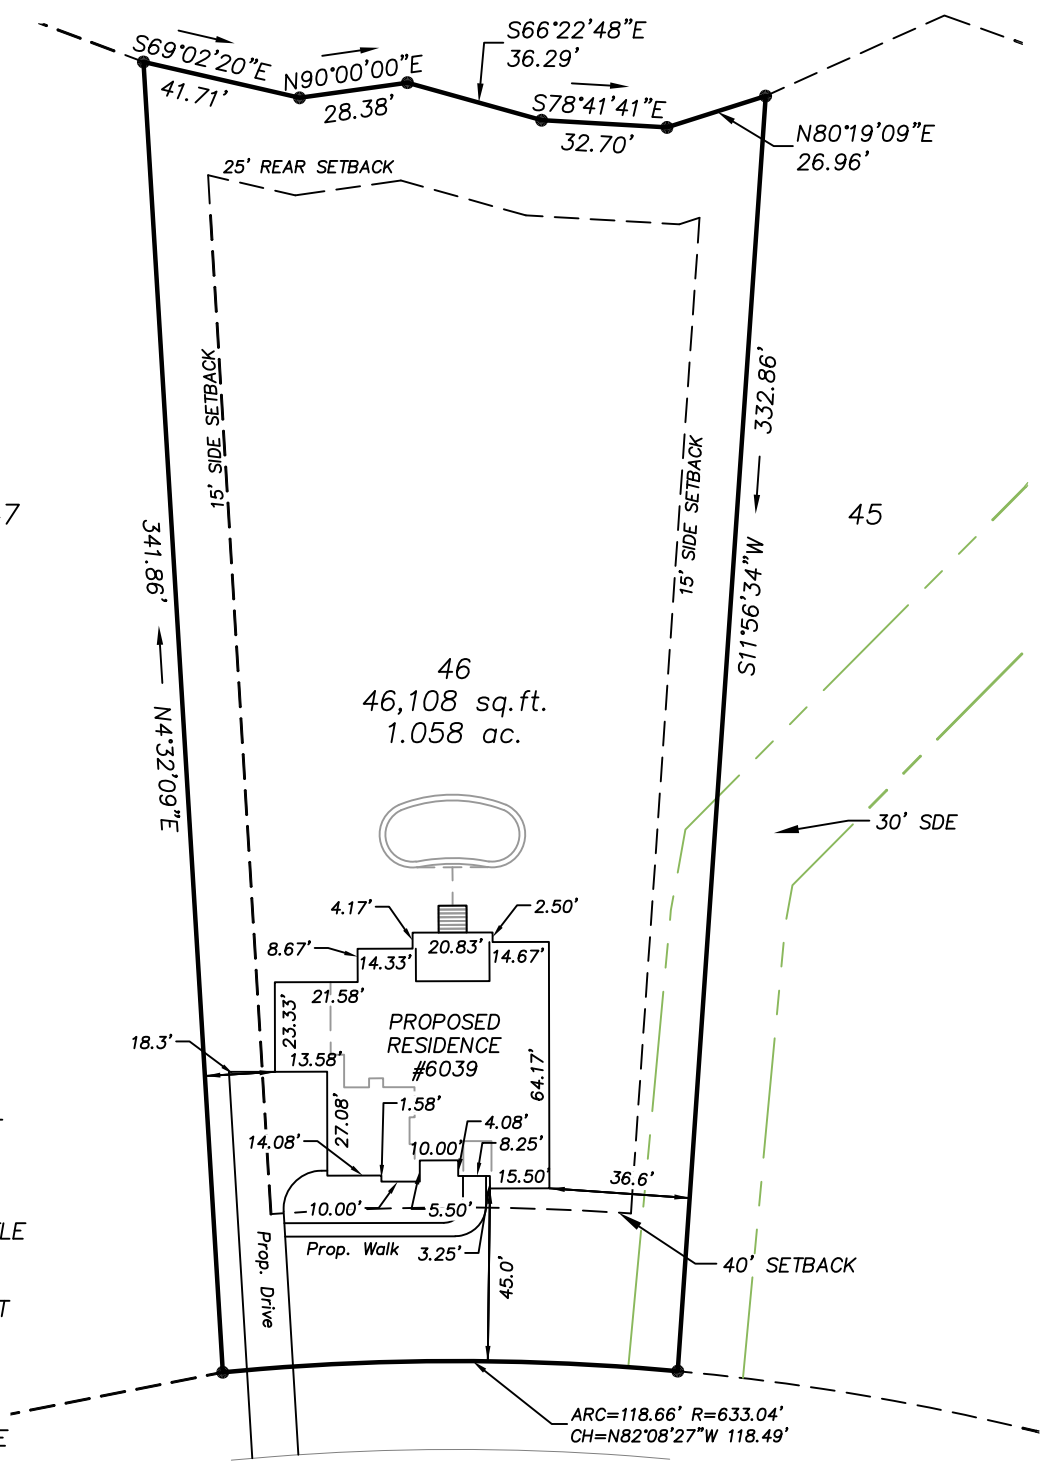 S69°02'20"E
41.71'
N90°00'00"E
28.38'
S66°22'48"E
36.29'
S78°41'41"E
32.70'
N80°19'09"E
26.96'
25' REAR SETBACK
15' SIDE SETBACK
332.86'
S11°56'34"W
15' SIDE SETBACK
341.86'
N4°32'09"E
7
45
46
46,108 sq.ft.
1.058 ac.
30' SDE
4.17'
2.50'
8.67'
14.33'
20.83'
14.67'
21.58'
23.33'
PROPOSED
RESIDENCE
#6039
18.3'
13.58'
64.17'
27.08'
1.58'
4.08'
14.08'
10.00'
8.25'
15.50'
36.6'
10.00'
5.50'
LE
Prop. Walk
3.25'
45.0'
40' SETBACK
Prop. Drive
T
ARC=118.66' R=633.04'
CH=N82°08'27"W 118.49'
E